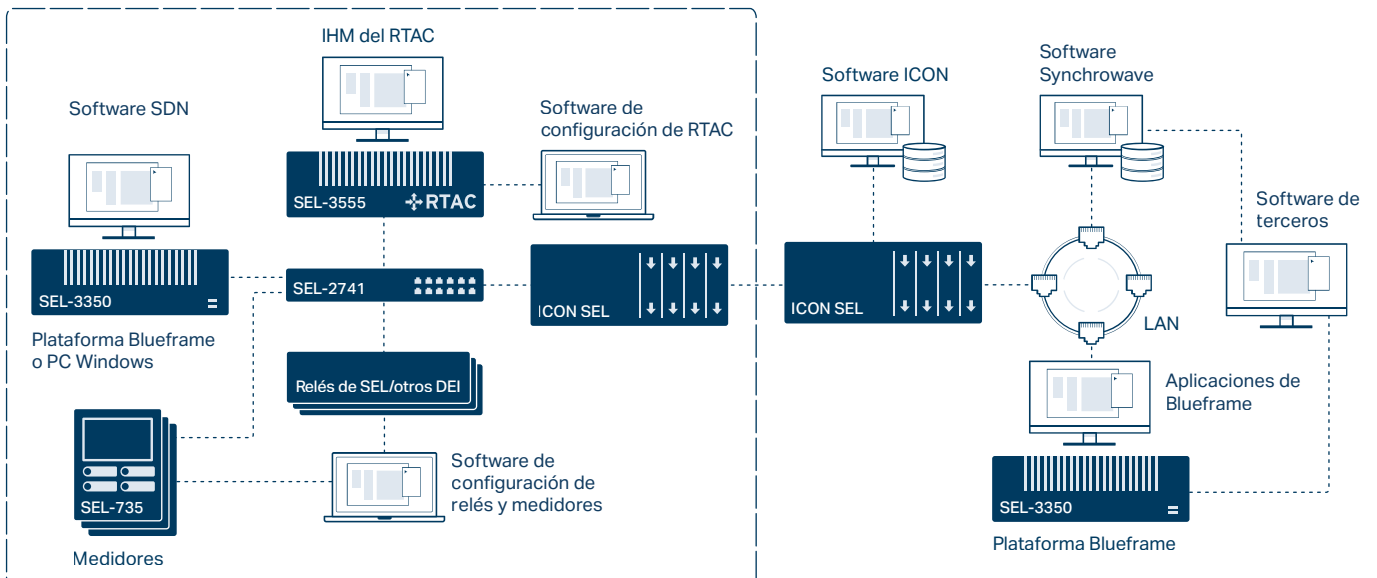 IHM del RTAC
Software SDN
Software de
configuración de RTAC
SEL-3555
RTAC
SEL-3350
SEL-2741
ICON SEL
Plataforma Blueframe
o PC Windows
Relés de SEL/otros DEI
SEL-735
Medidores
Software de
configuración de
relés y medidores
Software ICON
Software
Synchrowave
Software de
terceros
ICON SEL
LAN
Aplicaciones de
Blueframe
SEL-3350
Plataforma Blueframe